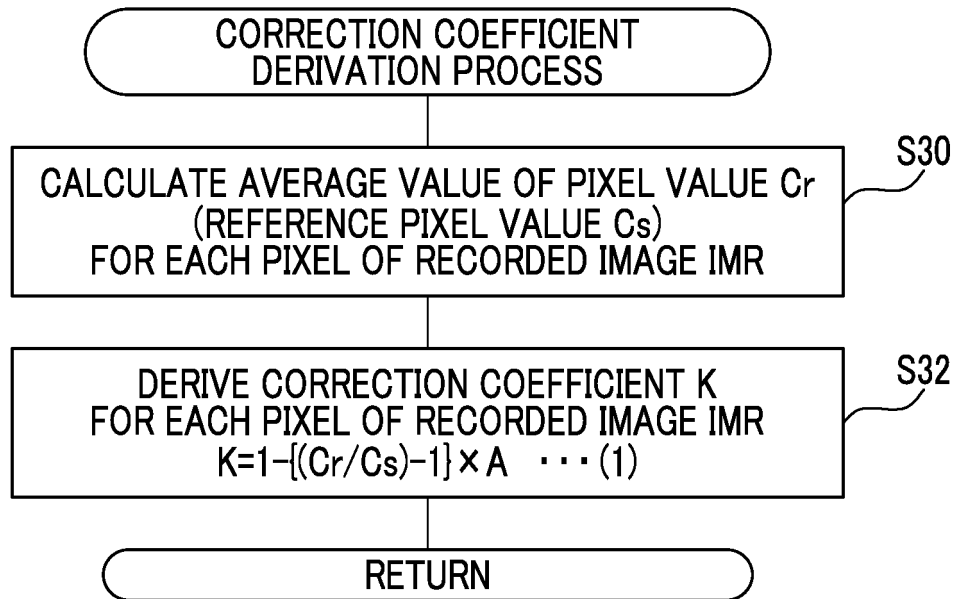 CORRECTION COEFFICIENT
DERIVATION PROCESS
S30
CALCULATE AVERAGE VALUE OF PIXEL VALUE Cr
(REFERENCE PIXEL VALUE Cs)
FOR EACH PIXEL OF RECORDED IMAGE IMR
S32
DERIVE CORRECTION COEFFICIENT K
FOR EACH PIXEL OF RECORDED IMAGE IMR
K=1-{(Cr/Cs)-1}×A ···(1)
RETURN